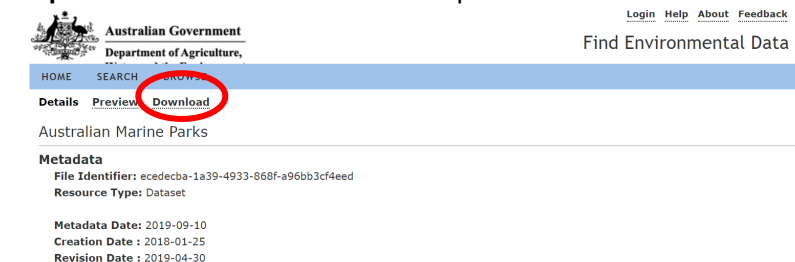 Login Help About Feedback
Australian Government
Department of Agriculture,
Find Environmental Data
HOME SEARCH BROWSE
Details Preview Download
Australian Marine Parks
Metadata
File Identifier: ecedecba-1a39-4933-868f-a96bb3cf4eed
Resource Type: Dataset
Metadata Date: 2019-09-10
Creation Date : 2018-01-25
Revision Date : 2019-04-30